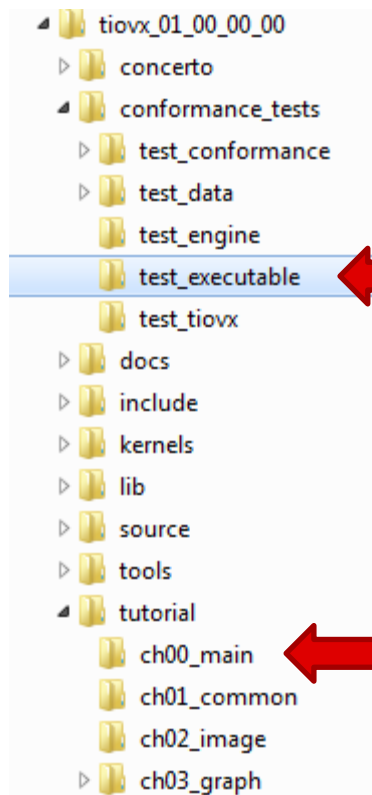 tiovx_01_00_00_00
concerto
conformance_tests
test_conformance
test_data
test_engine
test_executable
test_tiovx
docs
include
kernels
lib
source
tools
tutorial
ch00_main
ch01_common
ch02_image
ch03_graph